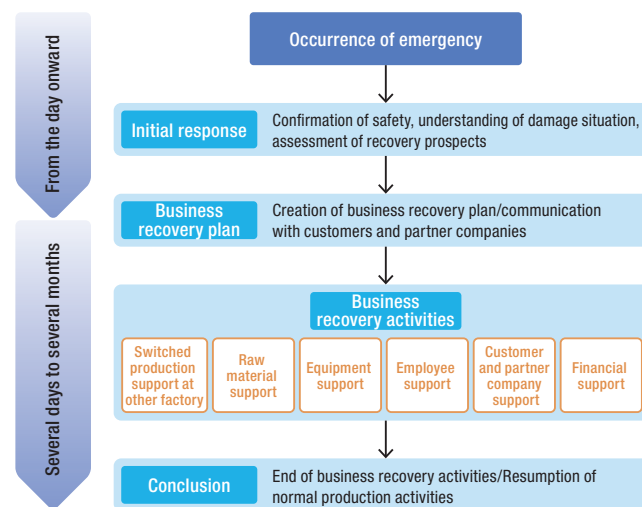 From the day onward
Several days to several months
Occurrence of emergency
Initial response
Confirmation of safety, understanding of damage situation,
assessment of recovery prospects
Business
recovery plan
Creation of business recovery plan/communication
with customers and partner companies
Business
recovery activities
Switched
production
support at
other factory
Raw
material
support
Equipment
support
Employee
support
Customer
and partner
company
support
Financial
support
Conclusion
End of business recovery activities/Resumption of
normal production activities